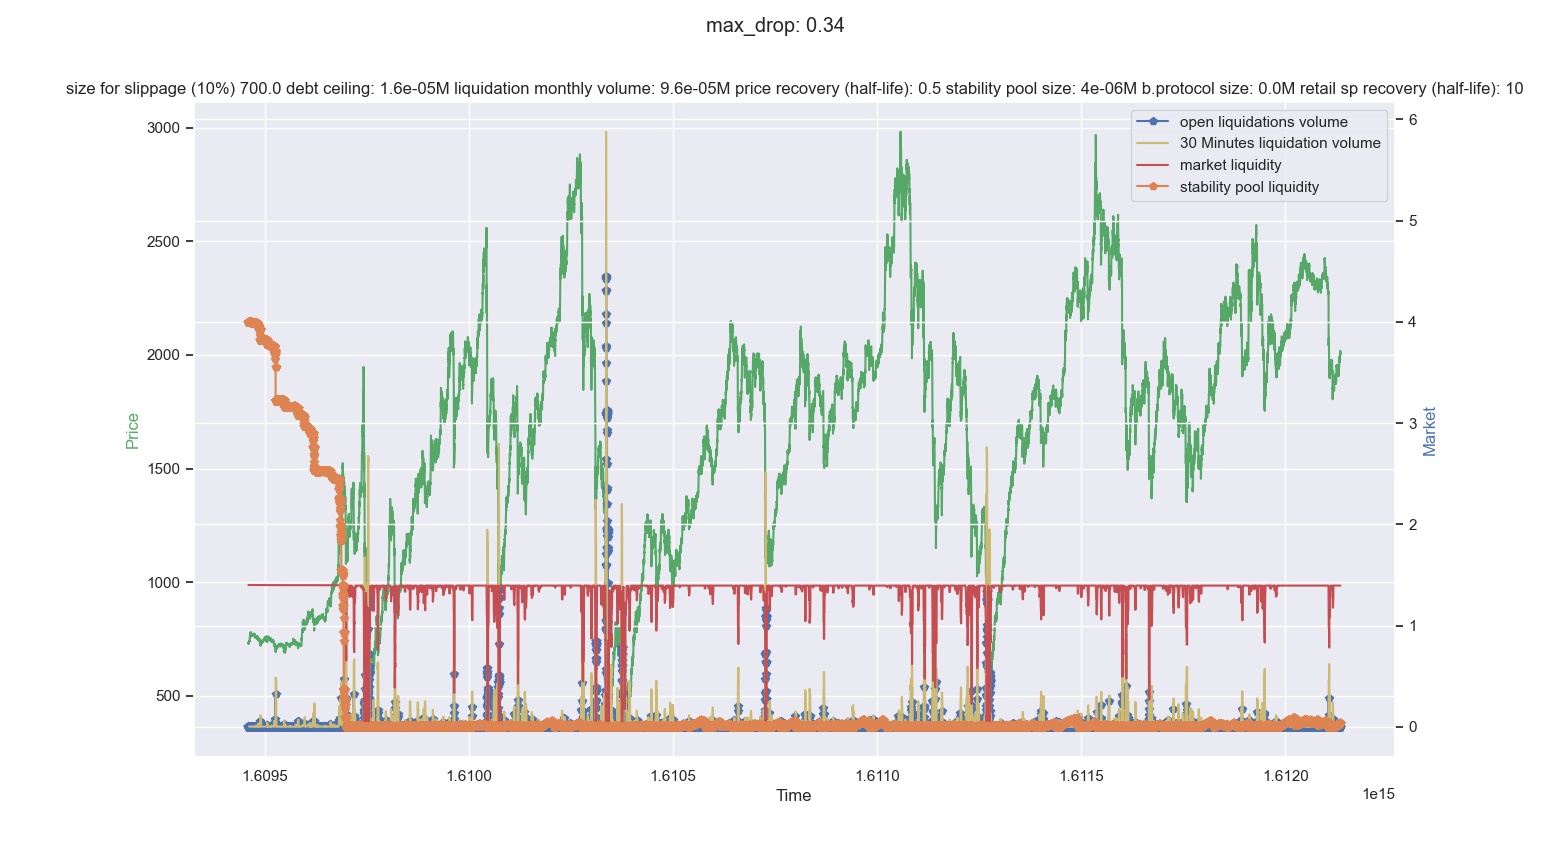 max_drop: 0.34
size for slippage (10%) 700.0 debt ceiling: 1.6e-05M liquidation monthly volume: 9.6e-05M price recovery (half-life): 0.5 stability pool size: 4e-06M b.protocol size: 0.0M retail sp recovery (half-life): 10
open liquidations volume
30 Minutes liquidation volume
market liquidity
stability pool liquidity
Price
3000
2500
2000
1500
1000
500
6
5
4
3
2
1
0
Market
1.6095
1.6100
1.6105
1.6110
1.6115
1.6120
1e15
Time